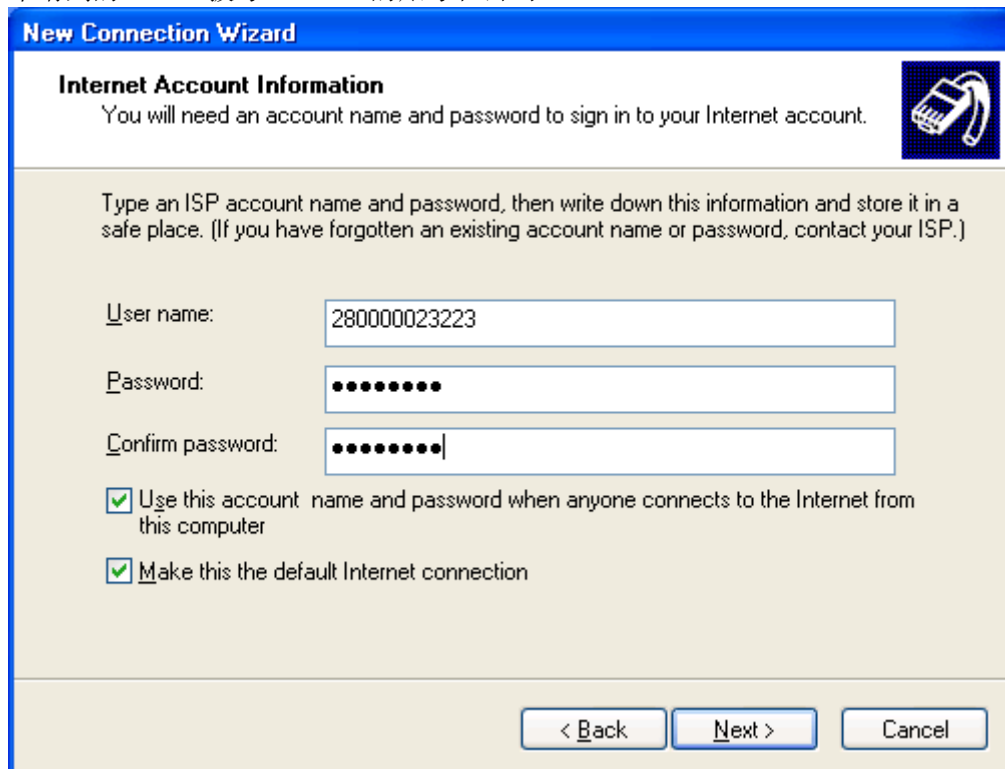 New Connection Wizard
Internet Account Information
You will need an account name and password to sign in to your Internet account.
Type an ISP account name and password, then write down this information and store it in a
safe place. (If you have forgotten an existing account name or password, contact your ISP.)
User name:
280000023223
Password:
●●●●●●●●
Confirm password:
●●●●●●●●
Use this account name and password when anyone connects to the Internet from
this computer
Make this the default Internet connection
< Back
Next >
Cancel